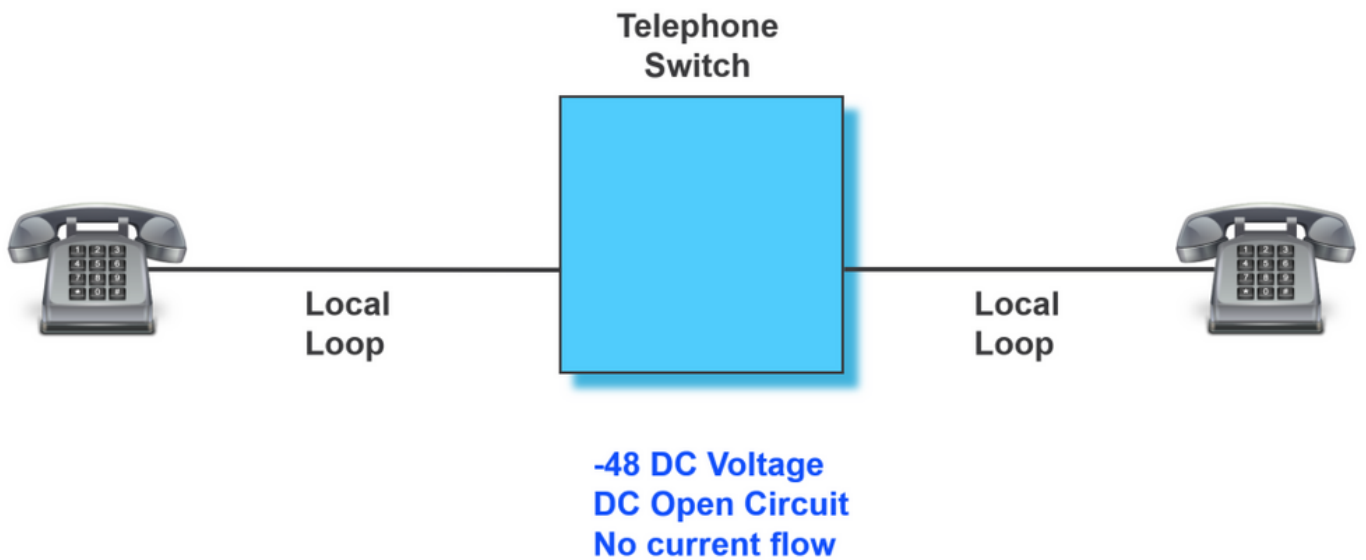 Telephone
Switch
Local
Loop
Local
Loop
-48 DC Voltage
DC Open Circuit
No current flow